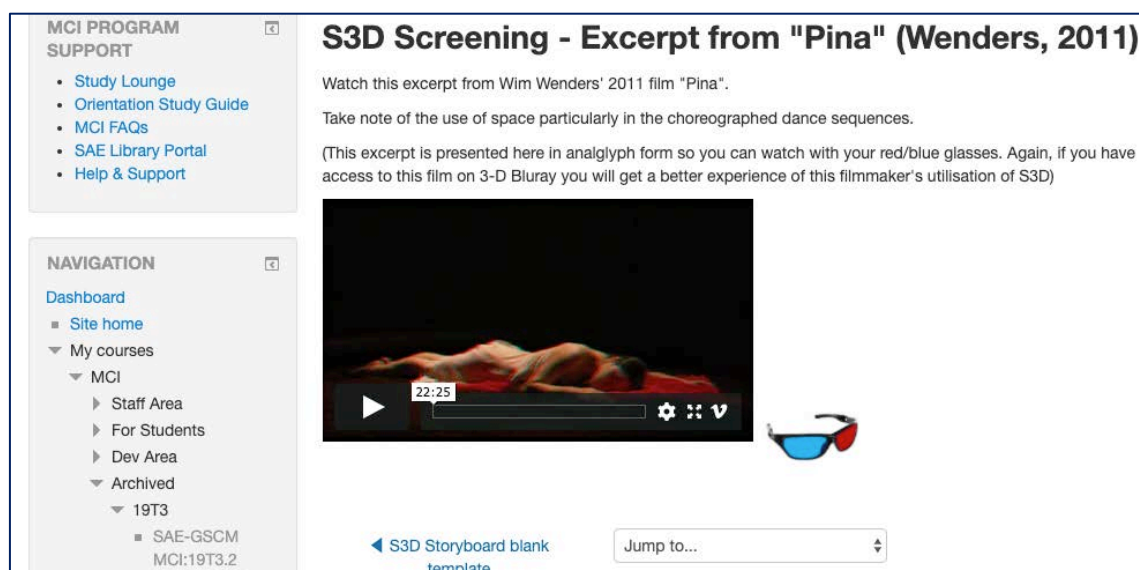 MCI PROGRAM
SUPPORT
Study Lounge
Orientation Study Guide
MCI FAQs
SAE Library Portal
Help & Support
NAVIGATION
Dashboard
Site home
My courses
MCI
Staff Area
For Students
Dev Area
Archived
19T3
SAE-GSCM
MCI:19T3.2
S3D Screening - Excerpt from "Pina" (Wenders, 2011)
Watch this excerpt from Wim Wenders' 2011 film "Pina".
Take note of the use of space particularly in the choreographed dance sequences.
(This excerpt is presented here in analglyph form so you can watch with your red/blue glasses. Again, if you have
access to this film on 3-D Bluray you will get a better experience of this filmmaker's utilisation of S3D)
22:25
S3D Storyboard blank
template
Jump to...